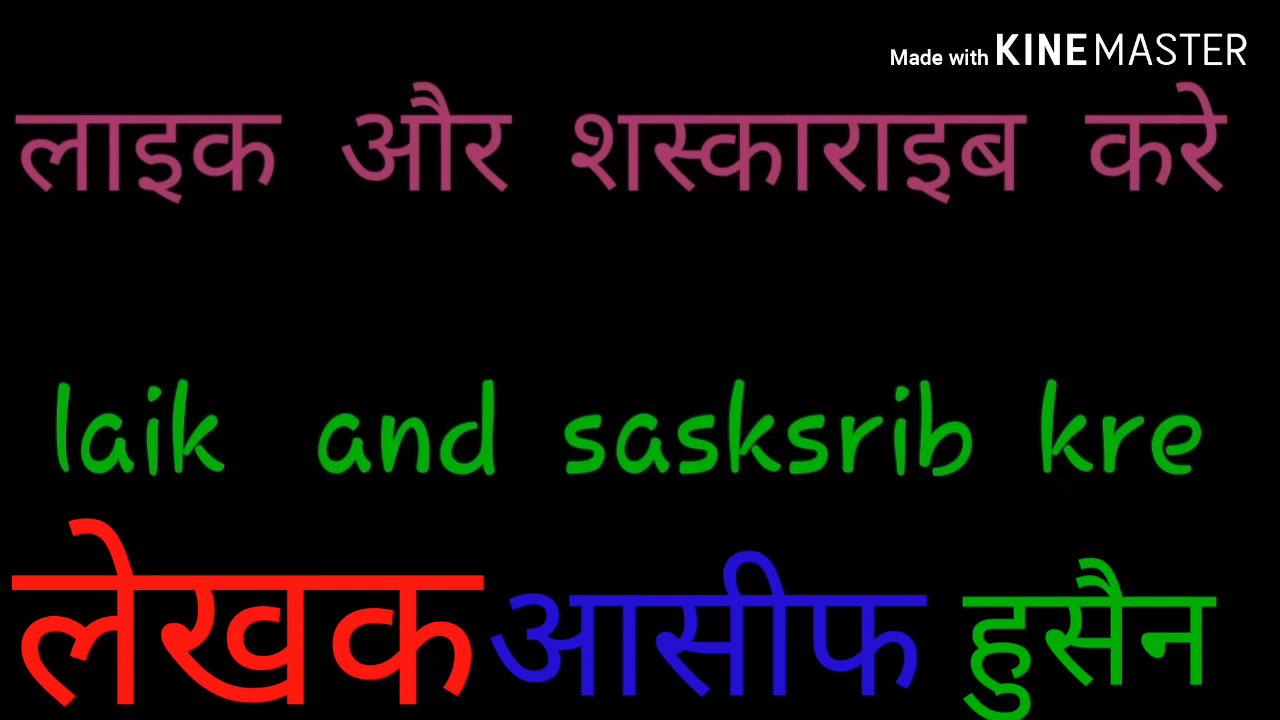 Made with KINEMASTER
लाइक और शस्काराइब करे
laik and sasksrib kre
लेखक आसीफ हुसैन